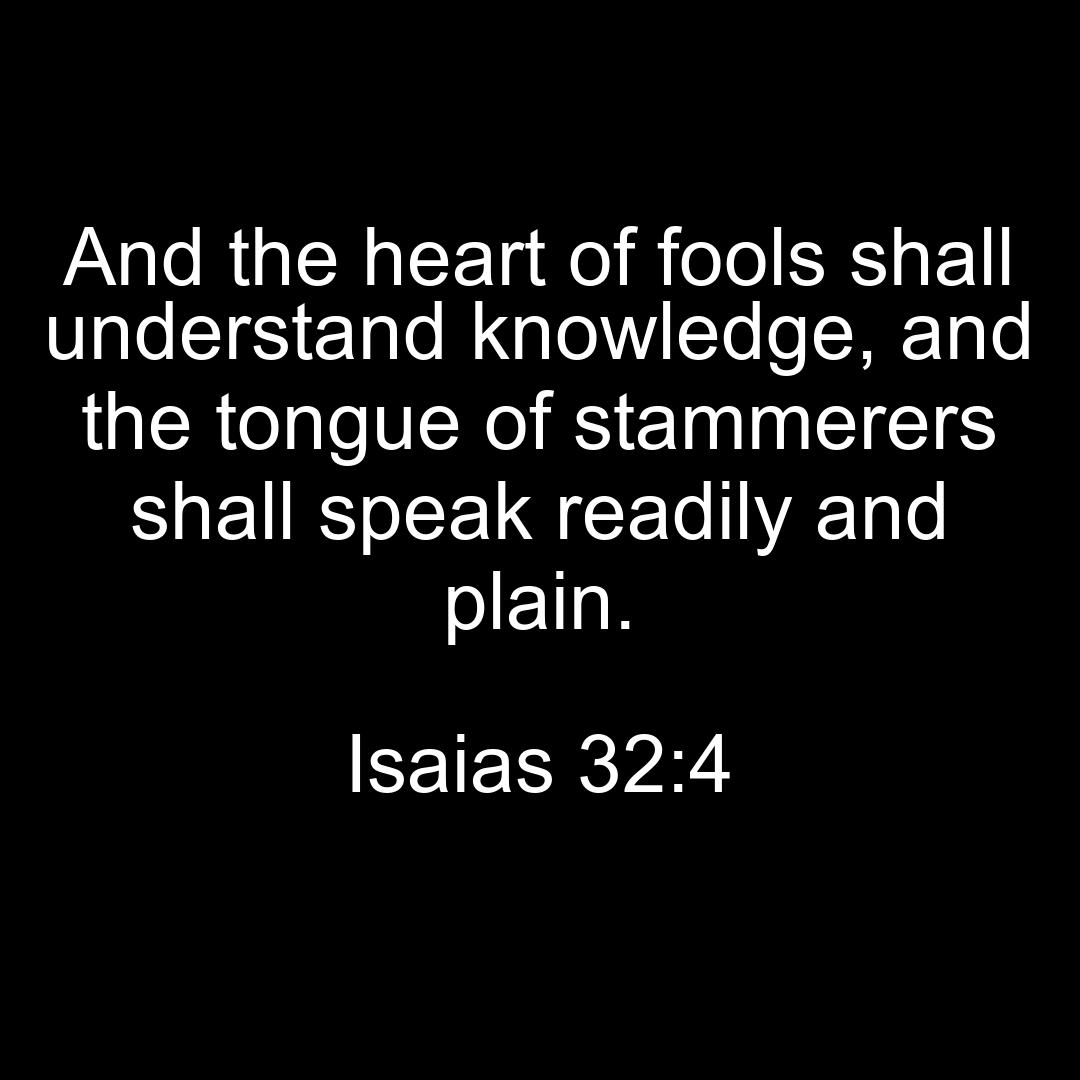 And the heart of fools shall
understand knowledge, and
the tongue of stammerers
shall speak readily and
plain.
Isaias 32:4